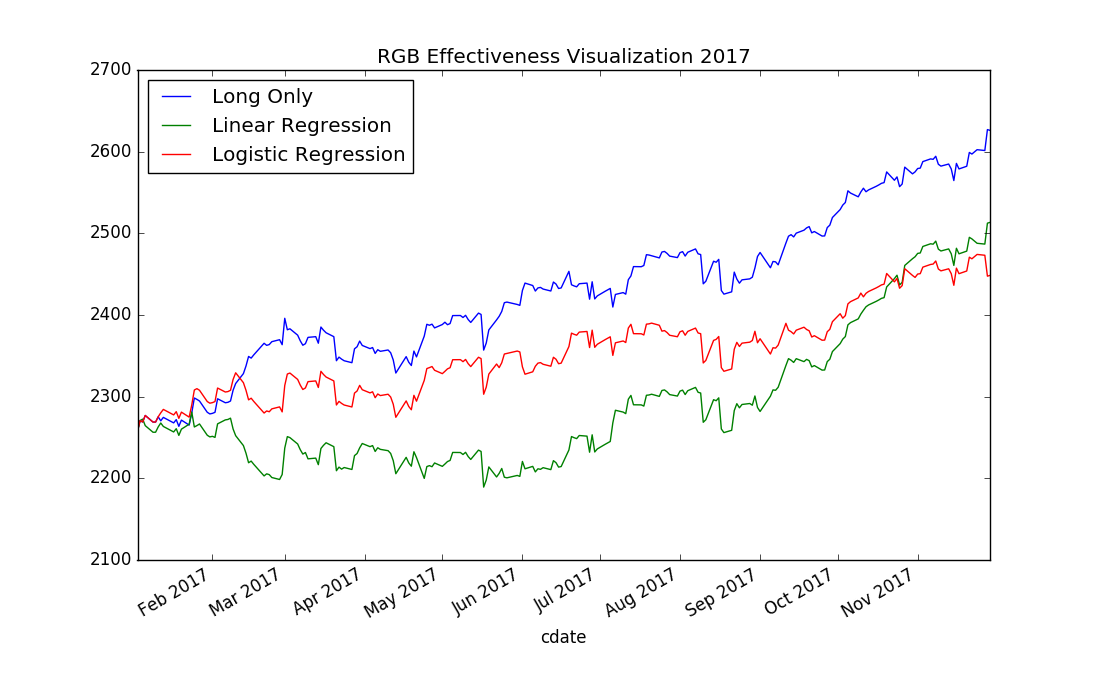 RGB Effectiveness Visualization 2017
Long Only
Linear Regression
Logistic Regression
2700
2600
2500
2400
2300
2200
2100
Feb 2017
Mar 2017
Apr 2017
May 2017
Jun 2017
Jul 2017
Aug 2017
Sep 2017
Oct 2017
Nov 2017
cdate